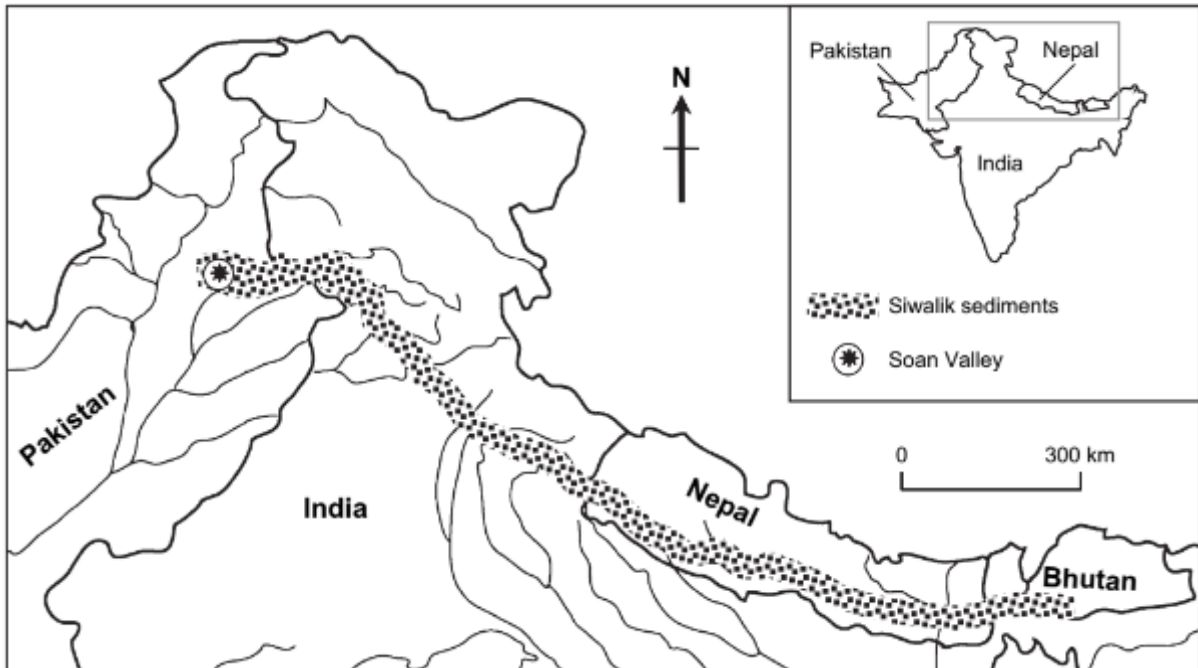 N
Pakistan
Nepal
India
Siwalik sediments
Soan Valley
0 300 km
Pakistan
India
Nepal
Bhutan